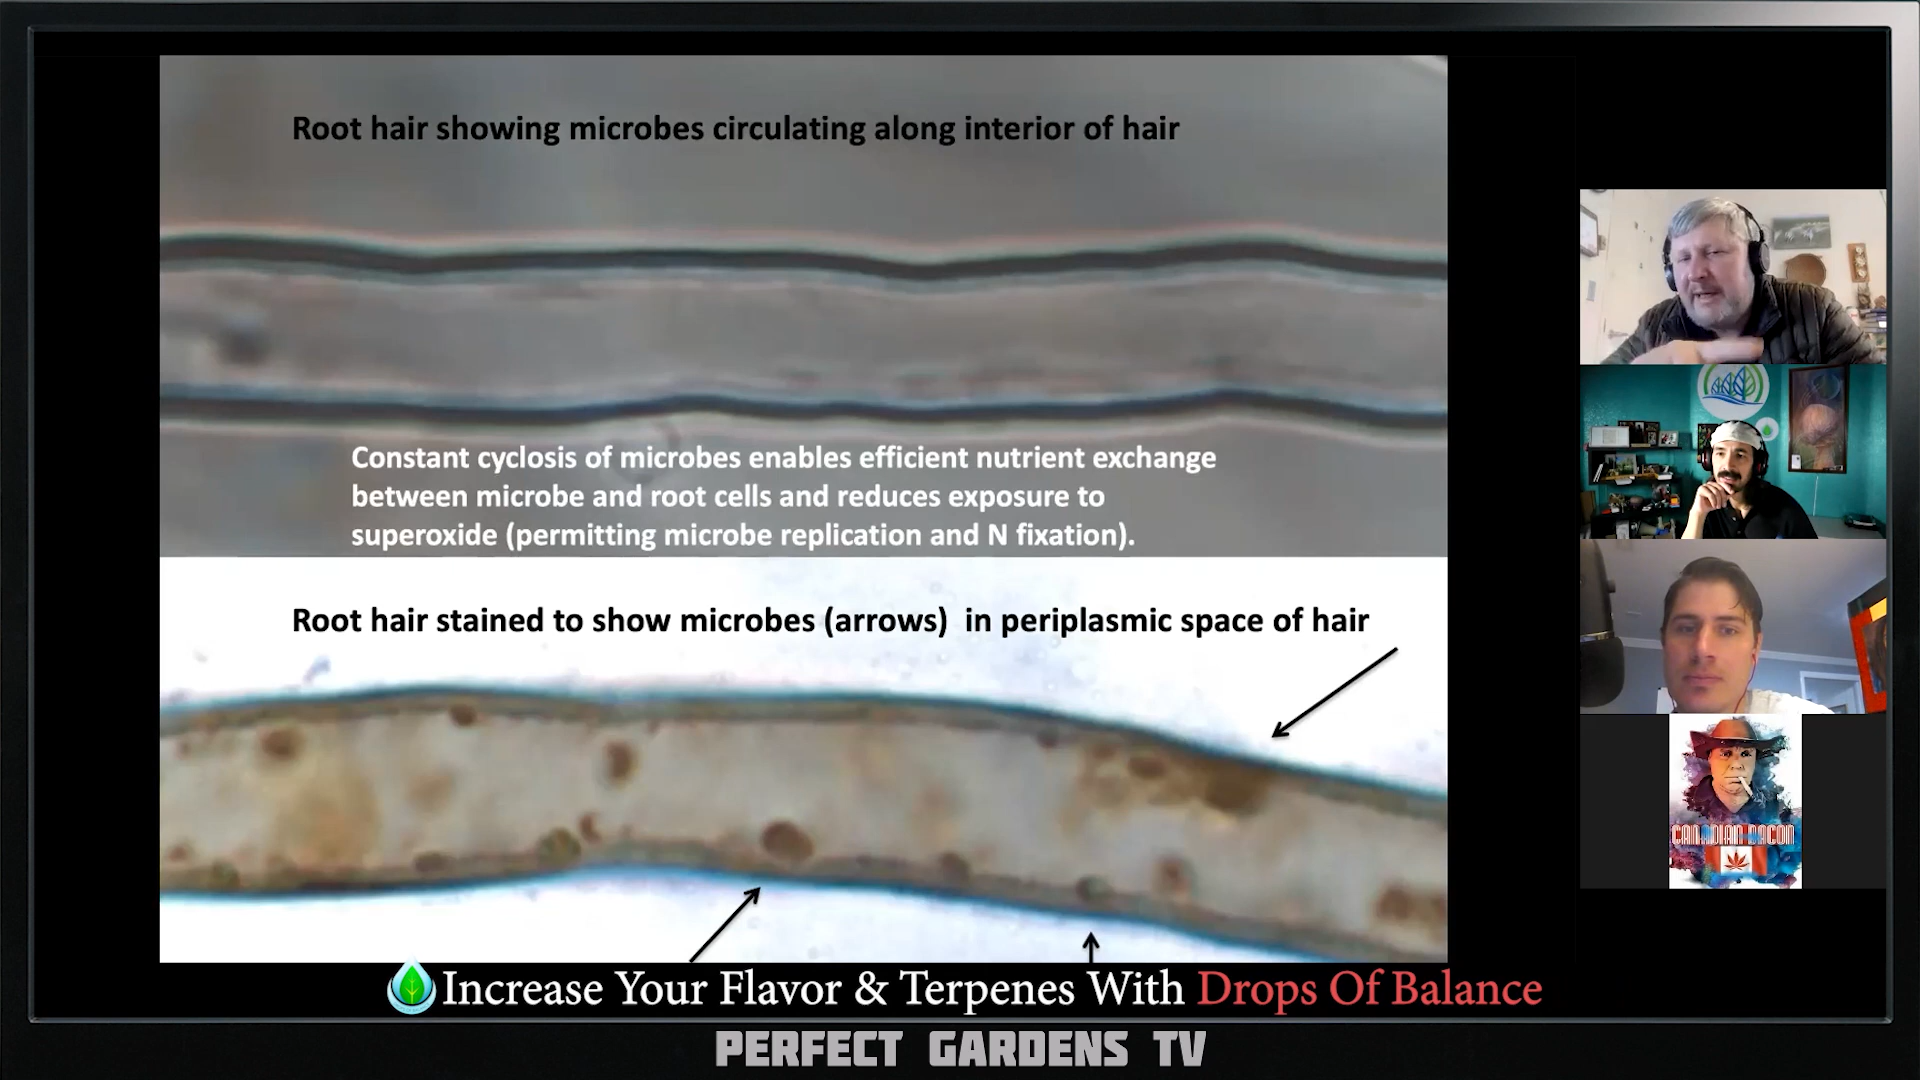 Root hair showing microbes circulating along interior of hair
Constant cyclosis of microbes enables efficient nutrient exchange
between microbe and root cells and reduces exposure to
superoxide (permitting microbe replication and N fixation).
Root hair stained to show microbes (arrows) in periplasmic space of hair
CANADIAN BACON
Increase Your Flavor & Terpenes With Drops Of Balance
PERFECT GARDENS TV